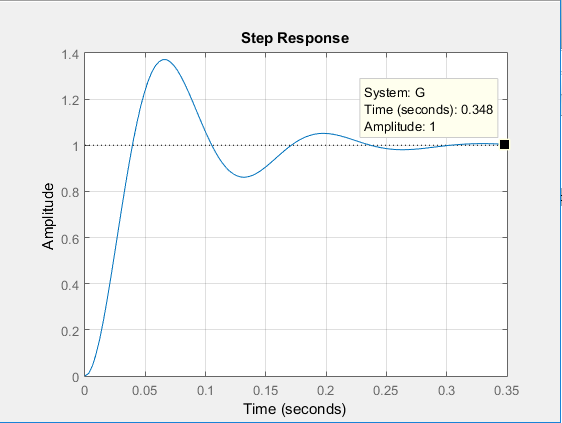 Step Response
System: G
Time (seconds): 0.348
Amplitude: 1
Amplitude
1.4
1.2
1
0.8
0.6
0.4
0.2
0
0 0.05 0.1 0.15 0.2 0.25 0.3 0.35
Time (seconds)